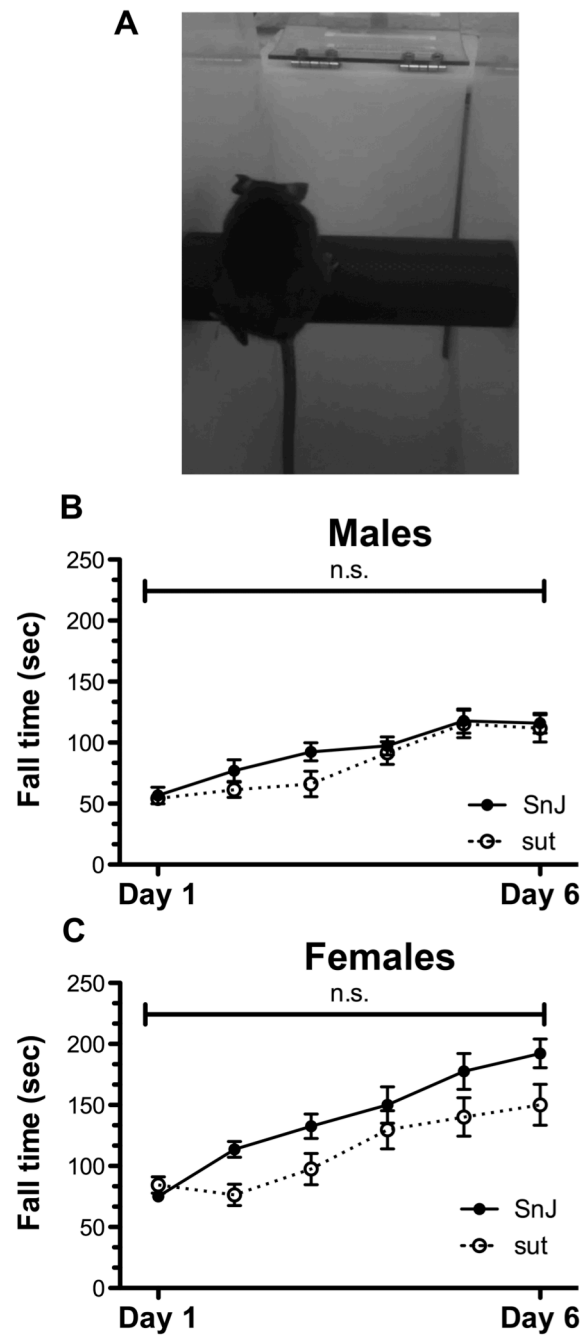 A
B
Males
n.s.
250
200
150
100
50
0
Fall time (sec)
SnJ
sut
Day 1
Day 6
C
Females
n.s.
250
200
150
100
50
0
Fall time (sec)
SnJ
sut
Day 1
Day 6